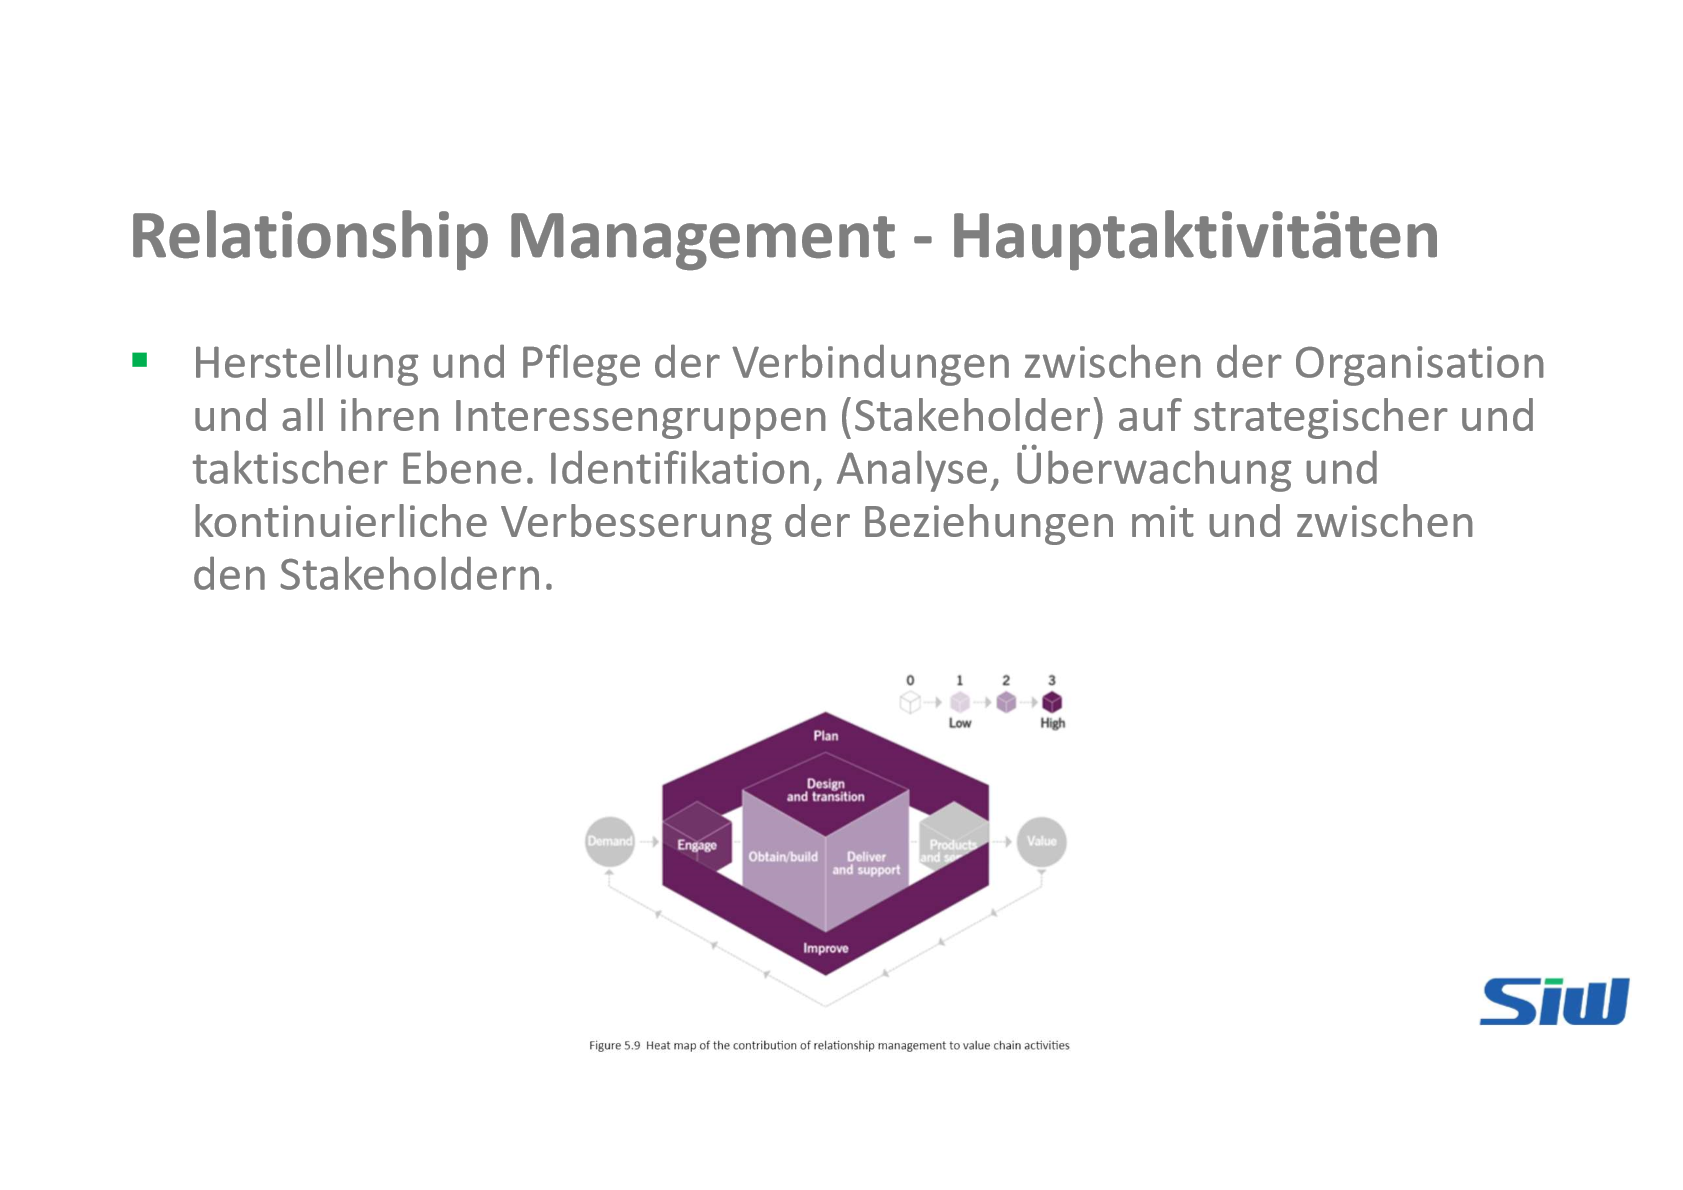 Relationship Management - Hauptaktivitäten
Herstellung und Pflege der Verbindungen zwischen der Organisation
und all ihren Interessengruppen (Stakeholder) auf strategischer und
taktischer Ebene. Identifikation, Analyse, Überwachung und
kontinuierliche Verbesserung der Beziehungen mit und zwischen
den Stakeholdern.
0 1 2 3
Low High
Plan
Design
and transition
Demand
Engage
Obtain/build
Deliver
and support
Products
and
Value
Improve
Siw
Figure 5.9 Heat map of the contribution of relationship management to value chain activities